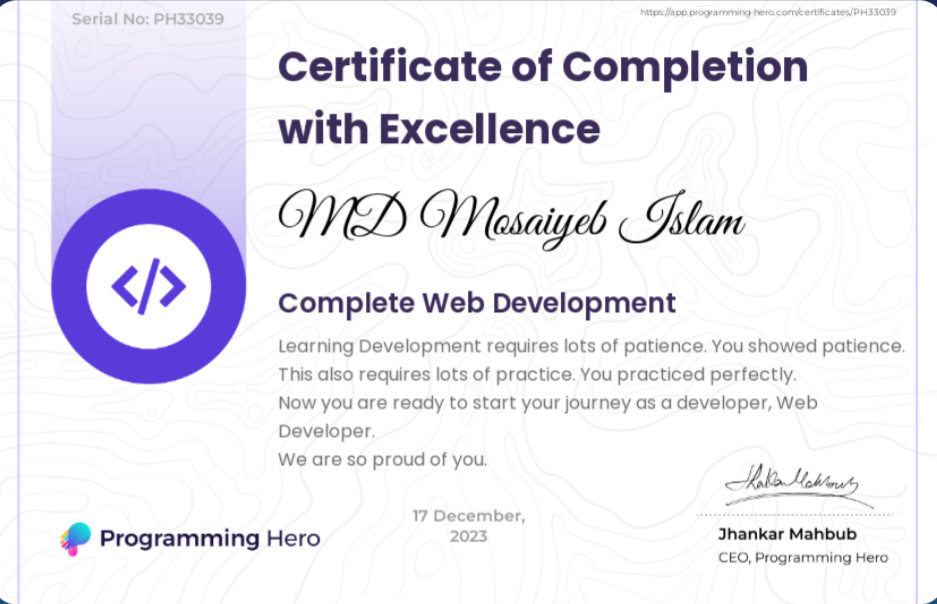 Serial No: PH33039
https://app.programming-hero.com/certificates/PH33039
Certificate of Completion
with Excellence
MD Mosaiyeb Islam
Complete Web Development
Learning Development requires lots of patience. You showed patience.
This also requires lots of practice. You practiced perfectly.
Now you are ready to start your journey as a developer, Web
Developer.
We are so proud of you.
17 December,
2023
Programming Hero
Jhankar Mahbub
CEO, Programming Hero